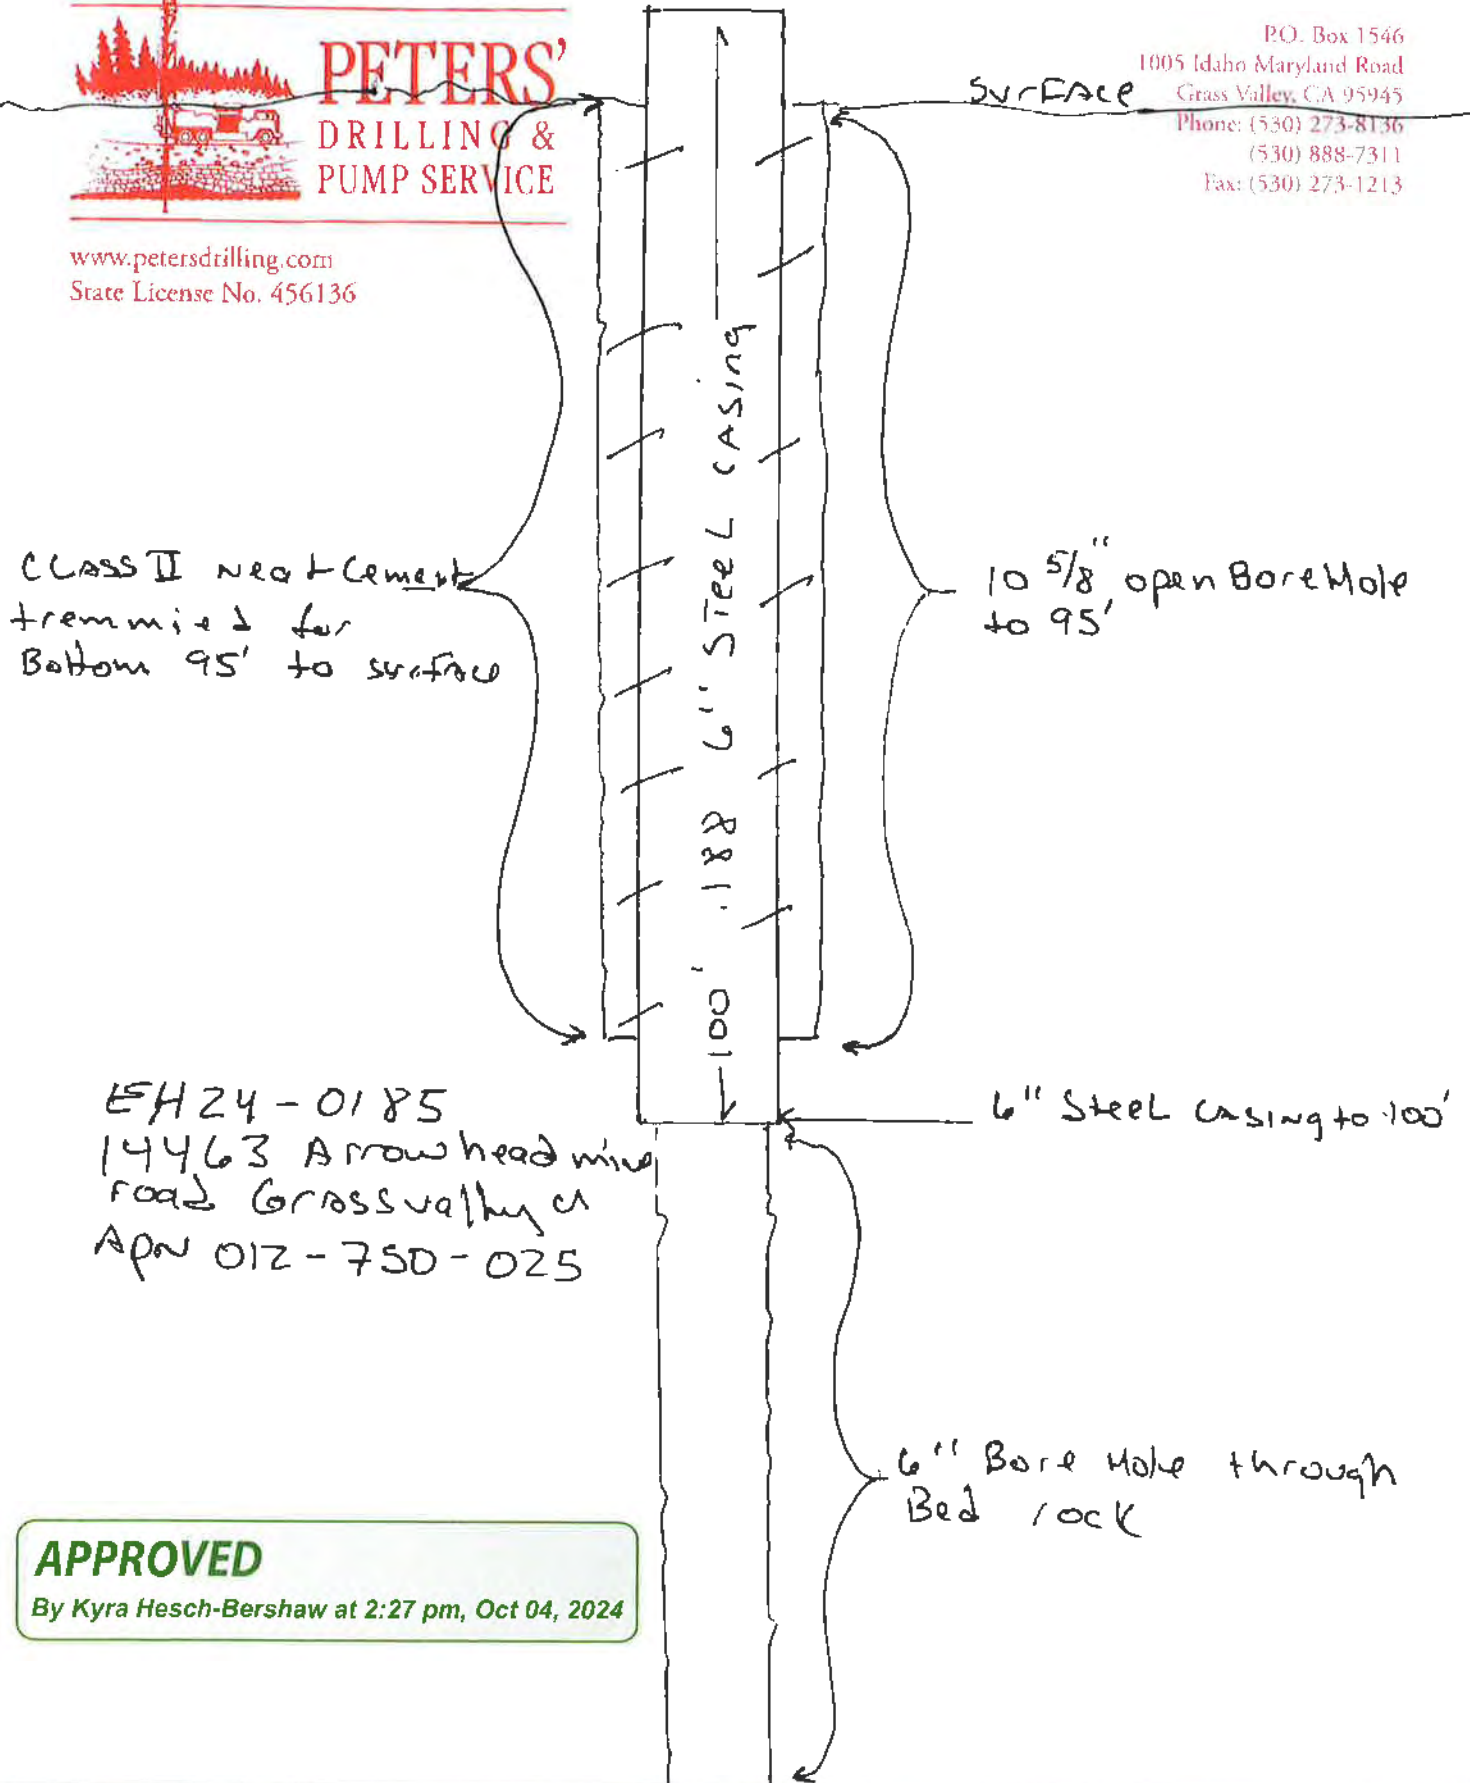 PETERS'
DRILLING &
PUMP SERVICE
www.petersdrilling.com
State License No. 456136
P.O. Box 1546
1005 Idaho Maryland Road
Grass Valley, CA 95945
Phone: (530) 273-8136
(530) 888-7311
Fax: (530) 273-1213
SurFAce
100' .188 6" STeeL CASing
CLASS II Neat Cement
tremmied for
Bottom 95' to surface
10 5/8" open Bore Hole
to 95'
6" SteeL CASINg to 100'
EH24-0185
14463 Arrowhead mine
road Grass valley CA
APN 012-750-025
6" Bore Hole through
Bed rock
APPROVED
By Kyra Hesch-Bershaw at 2:27 pm, Oct 04, 2024